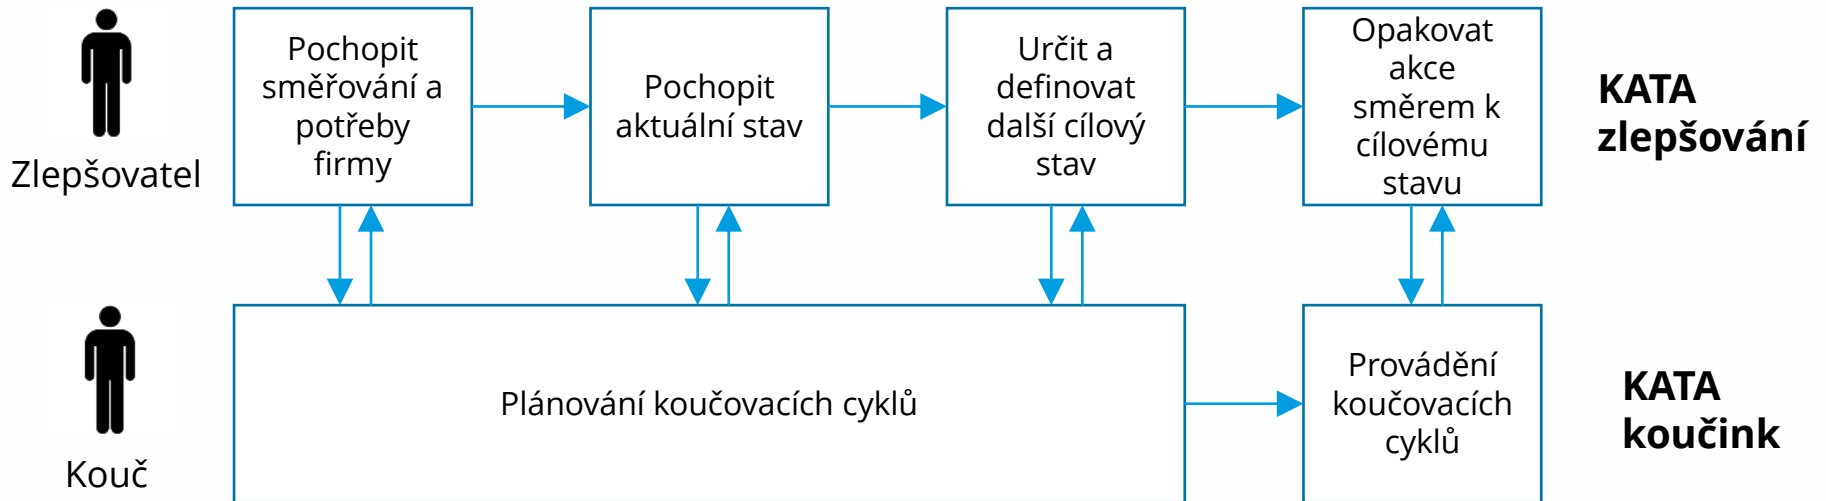 Zlepšovatel
Pochopit
směřování a
potřeby
firmy
Pochopit
aktuální stav
Určit a
definovat
další cílový
stav
Opakovat
akce
směrem k
cílovému
stavu
KATA
zlepšování
Kouč
Plánování koučovacích cyklů
Provádění
koučovacích
cyklů
KATA
koučink